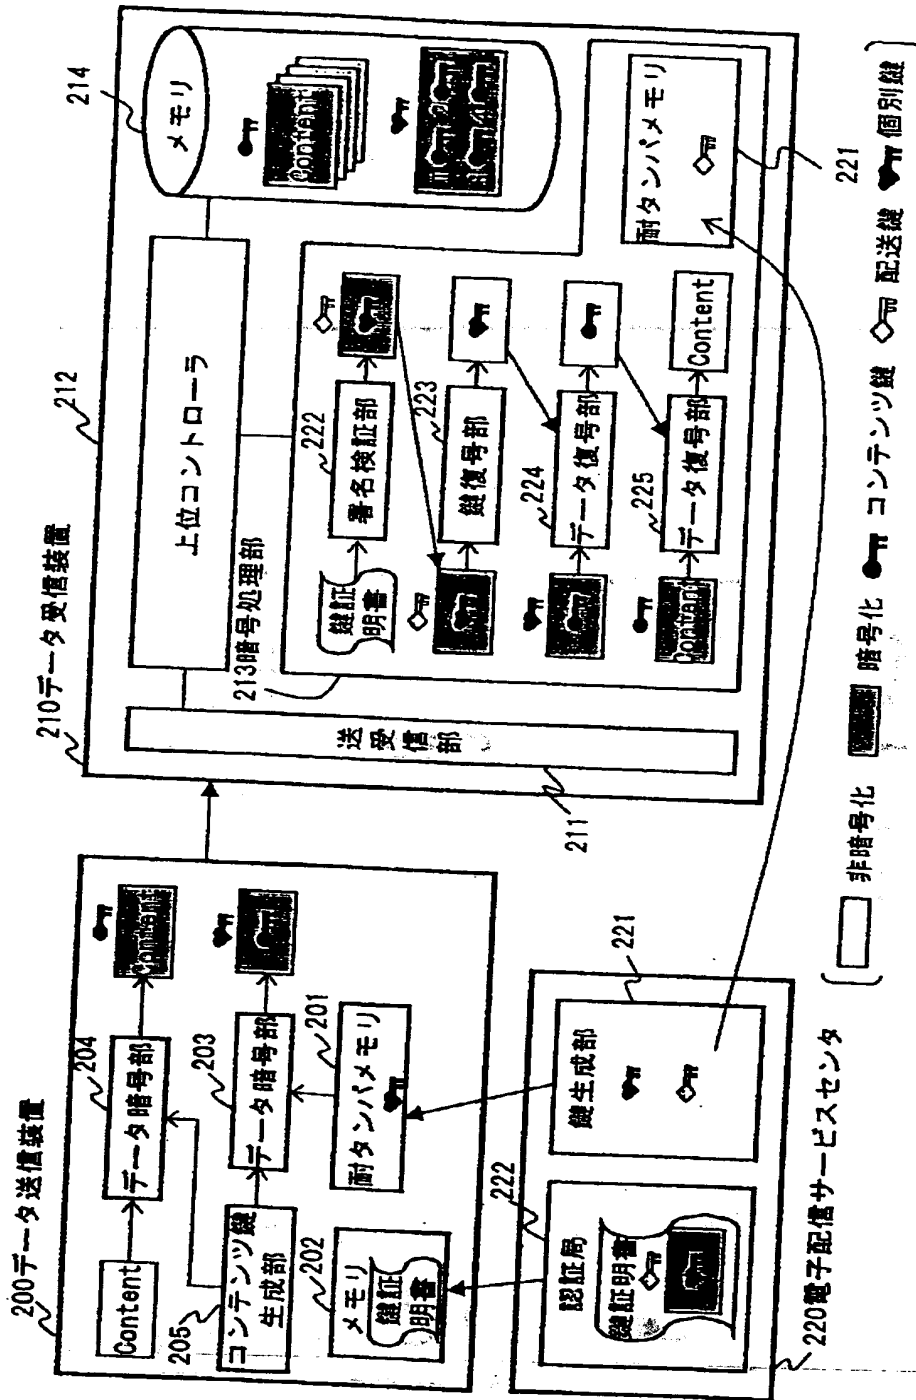 200データ送信装置
Content
204
データ暗号部
Content
205
コンテンツ鍵
生成部
203
データ暗号部
202
メモリ
鍵証
明書
201
耐タンパメモリ
210データ受信装置
212
上位コントローラ
214
メモリ
Content
送受信部
211
213暗号処理部
鍵証
明書
222
署名検証部
223
鍵復号部
224
データ復号部
Content
225
データ復号部
Content
耐タンパメモリ
221
222
認証局
鍵証明書
鍵生成部
221
220電子配信サービスセンタ
非暗号化
暗号化
コンテンツ鍵
配送鍵
個別鍵